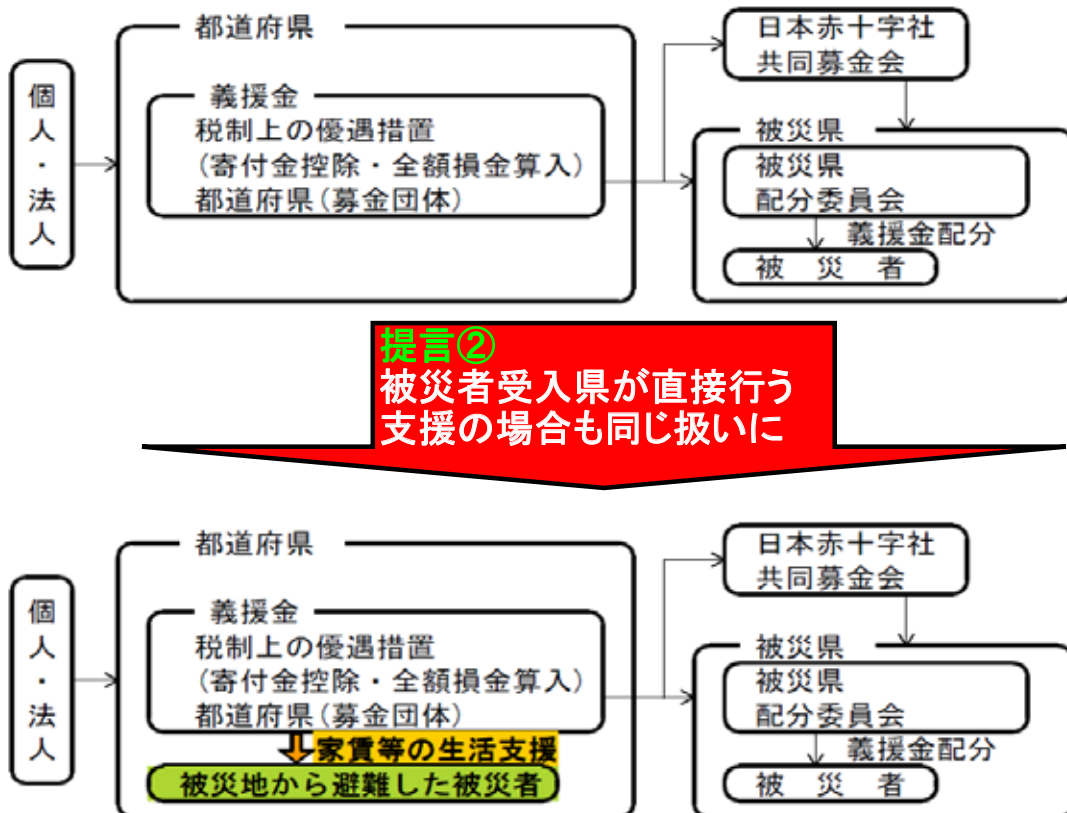 都道府県
日本赤十字社
共同募金会
個人・法人
義援金
税制上の優遇措置
(寄付金控除・全額損金算入)
都道府県(募金団体)
被災県
被災県
配分委員会
義援金配分
被災者
提言②
被災者受入県が直接行う
支援の場合も同じ扱いに
都道府県
日本赤十字社
共同募金会
個人・法人
義援金
税制上の優遇措置
(寄付金控除・全額損金算入)
都道府県(募金団体)
家賃等の生活支援
被災地から避難した被災者
被災県
被災県
配分委員会
義援金配分
被災者